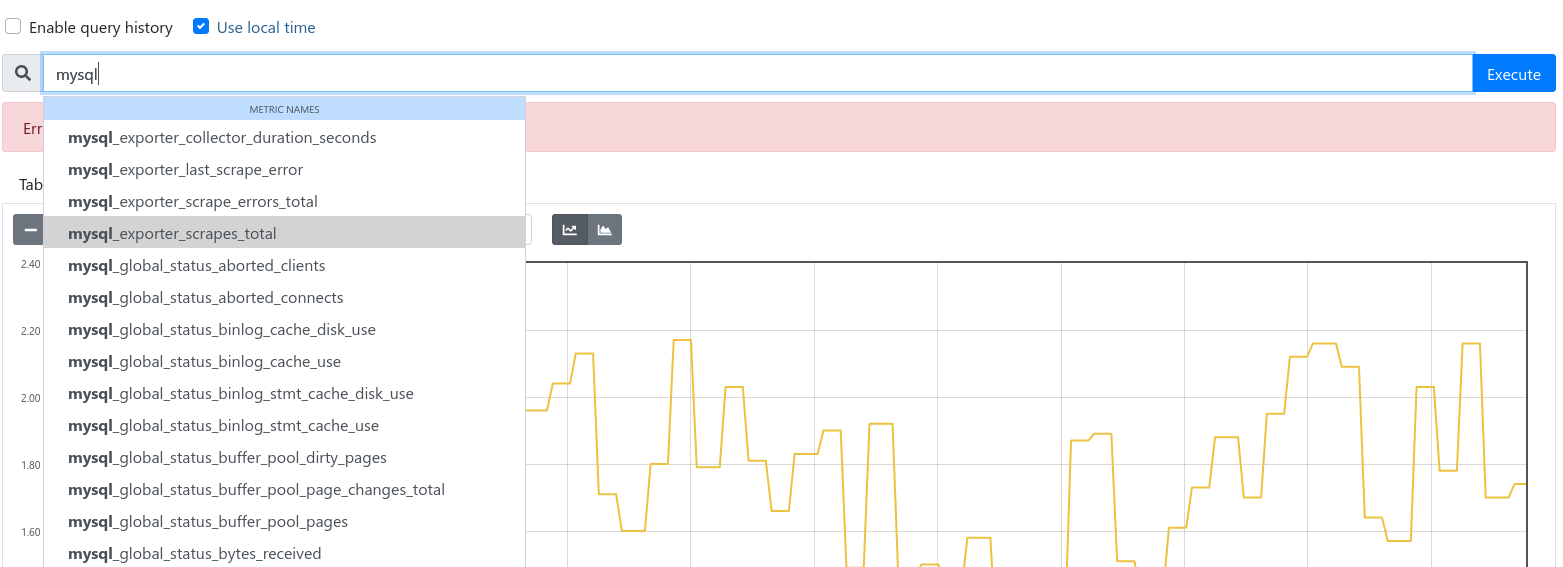 Enable query history Use local time
mysql Execute
METRIC NAMES
Err
mysql_exporter_collector_duration_seconds
mysql_exporter_last_scrape_error
Tab
mysql_exporter_scrape_errors_total
mysql_exporter_scrapes_total
2.40
mysql_global_status_aborted_clients
mysql_global_status_aborted_connects
2.20
mysql_global_status_binlog_cache_disk_use
mysql_global_status_binlog_cache_use
2.00
mysql_global_status_binlog_stmt_cache_disk_use
mysql_global_status_binlog_stmt_cache_use
1.80
mysql_global_status_buffer_pool_dirty_pages
mysql_global_status_buffer_pool_page_changes_total
mysql_global_status_buffer_pool_pages
1.60
mysql_global_status_bytes_received